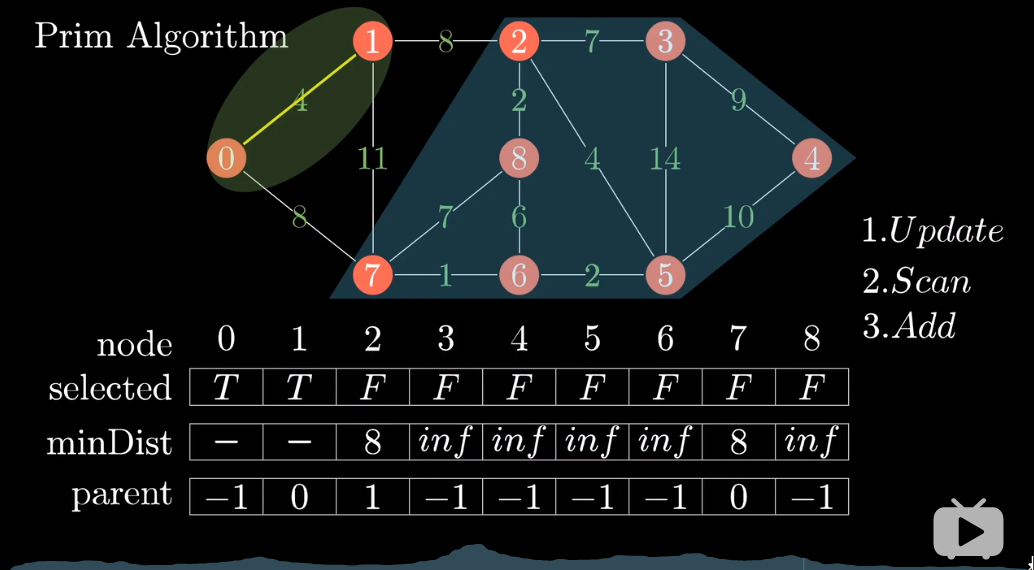 Prim Algorithm
1 8 2 7 3
4 2 9
0 11 8 4 14 4
8 7 6 10
7 1 6 2 5
1.Update
2.Scan
3.Add
node 0 1 2 3 4 5 6 7 8
selected T T F F F F F F F
minDist − − 8 inf inf inf inf 8 inf
parent −1 0 1 −1 −1 −1 −1 0 −1